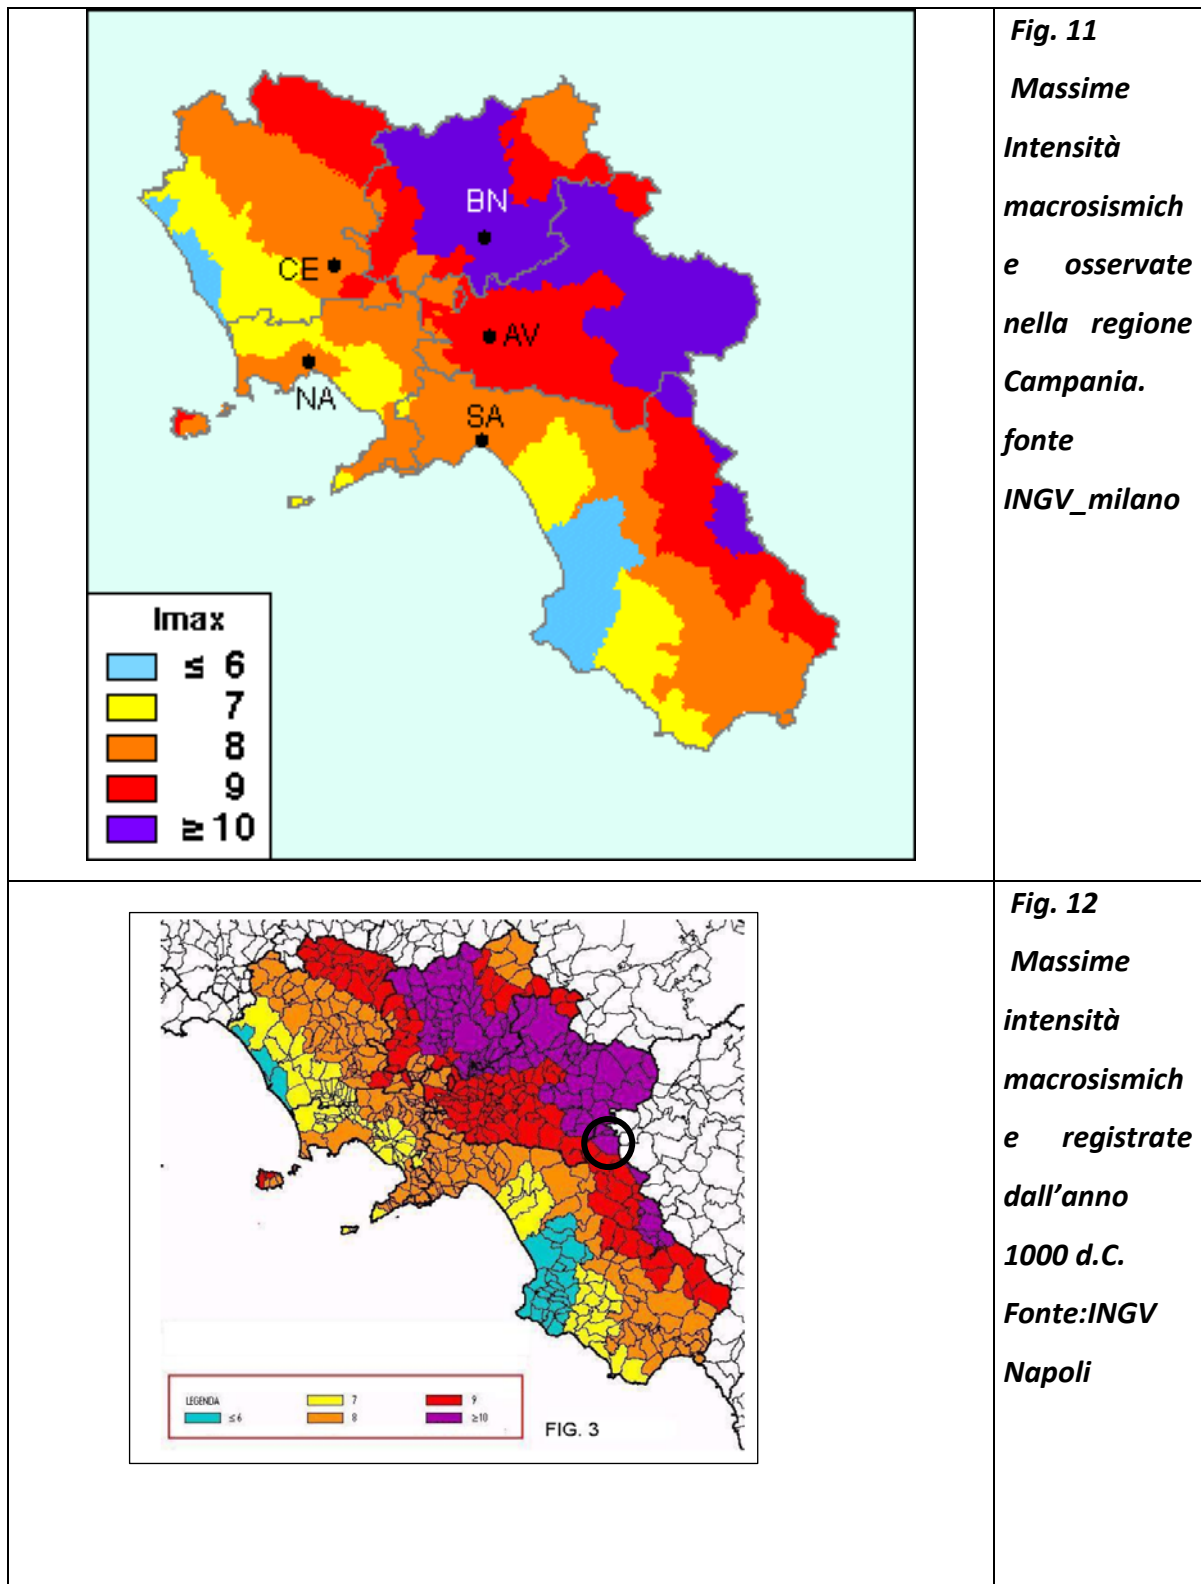 Fig. 11
Massime
Intensità
macrosismich
e osservate
nella regione
Campania.
fonte
INGV_milano
BN
CE
AV
NA
SA
Imax
≤ 6
7
8
9
≥ 10
Fig. 12
Massime
intensità
macrosismich
e registrate
dall’anno
1000 d.C.
Fonte:INGV
Napoli
LEGENDA
7
9
≤ 6
8
≥10
FIG. 3